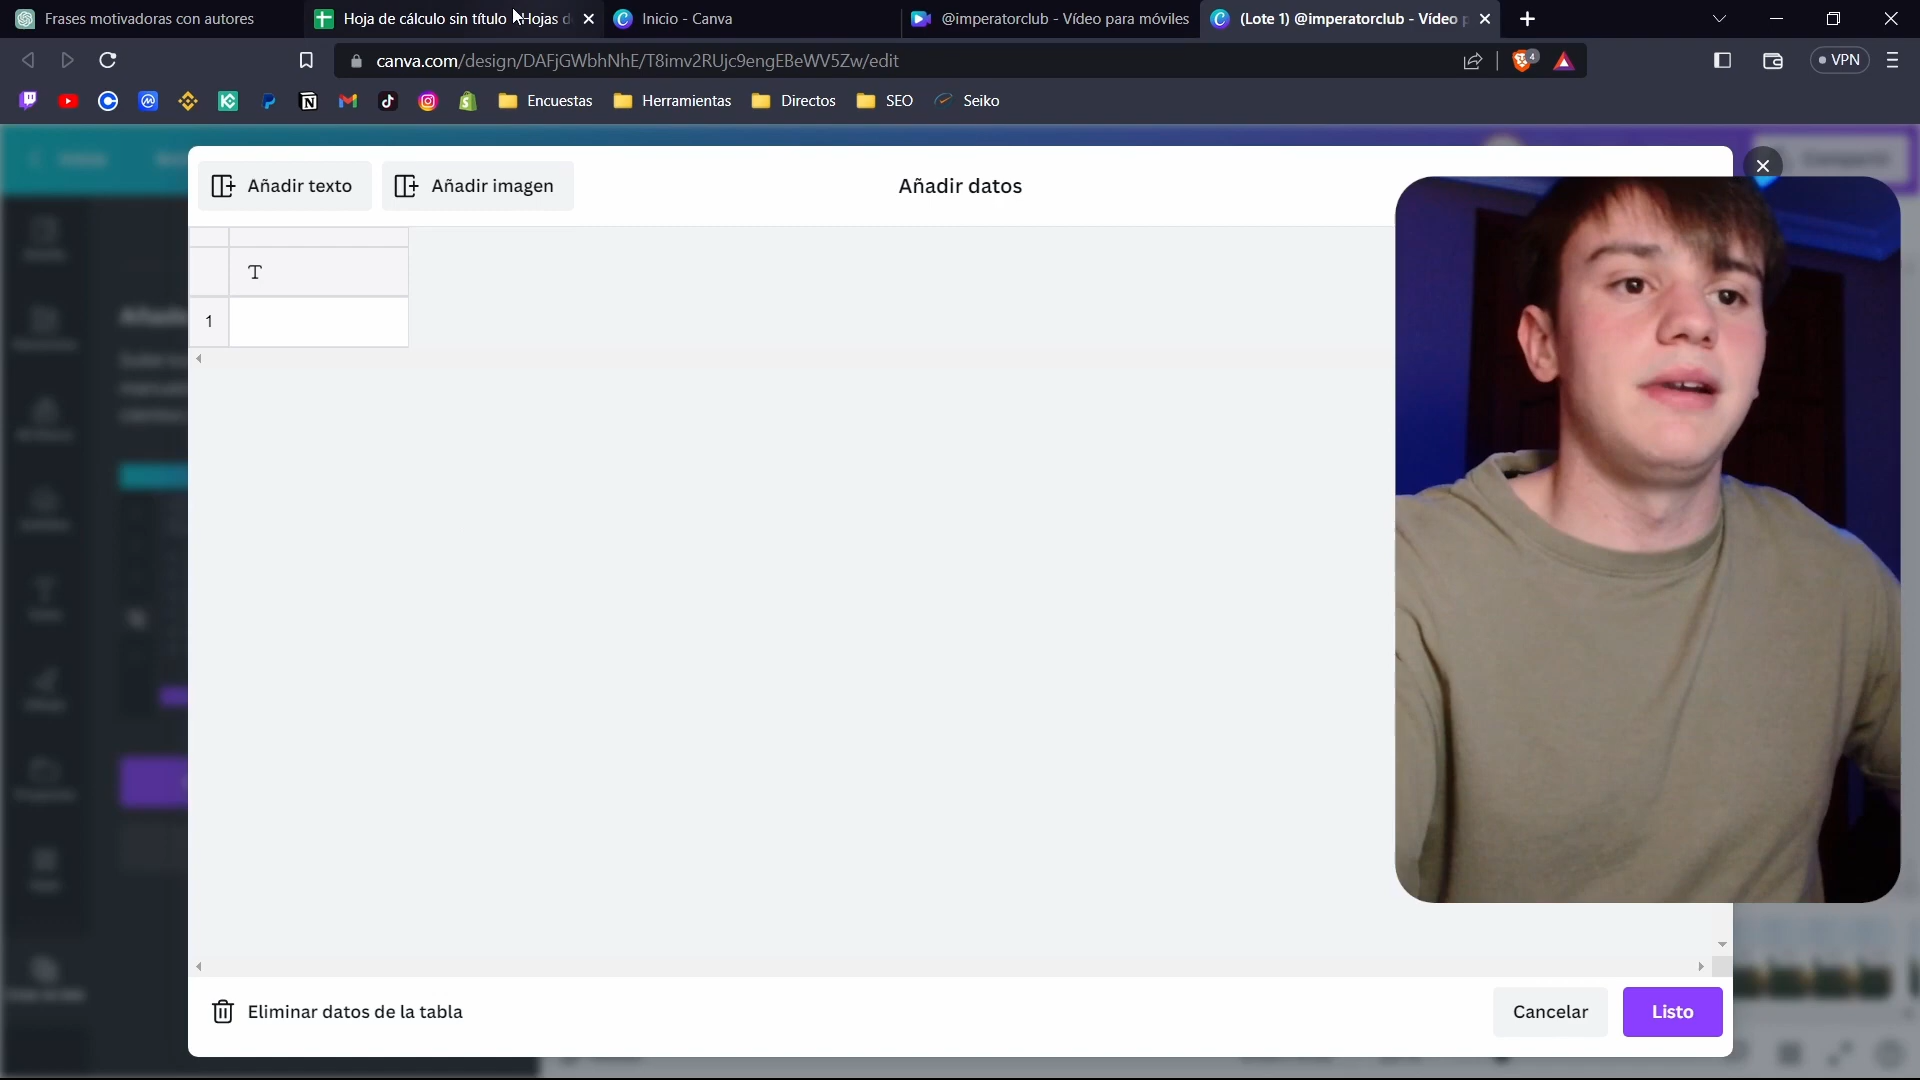 Frases motivadoras con autores
Hoja de cálculo sin título - Hojas d
Inicio - Canva
@imperatorclub - Vídeo para móviles
(Lote 1) @imperatorclub - Vídeo p
canva.com/design/DAFjGWbhNhE/T8imv2RUjc9engEBeWV5Zw/edit
4
VPN
Encuestas
Herramientas
Directos
SEO
Seiko
Añadir texto
Añadir imagen
Añadir datos
T
1
Eliminar datos de la tabla
Cancelar
Listo